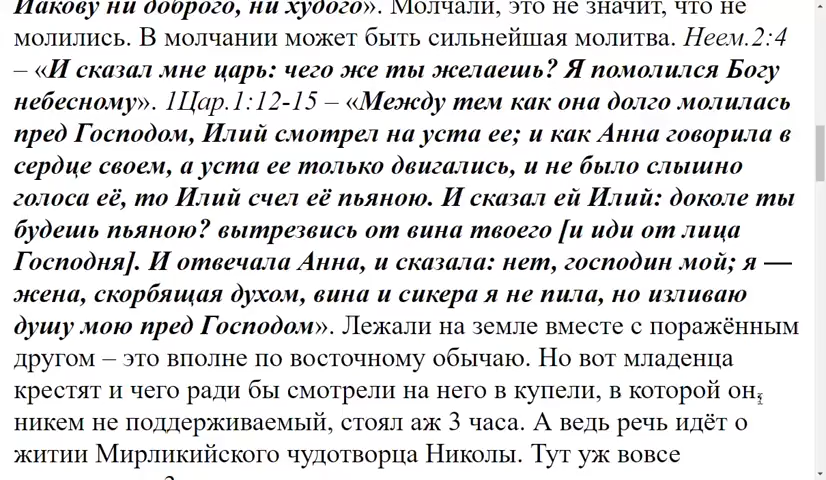 Иакову ни доброго, ни худого». Молчали, это не значит, что не
молились. В молчании может быть сильнейшая молитва. Неем.2:4
– «И сказал мне царь: чего же ты желаешь? Я помолился Богу
небесному». 1Цар.1:12-15 – «Между тем как она долго молилась
пред Господом, Илий смотрел на уста ее; и как Анна говорила в
сердце своем, а уста ее только двигались, и не было слышно
голоса её, то Илий счел её пьяною. И сказал ей Илий: доколе ты
будешь пьяною? вытрезвись от вина твоего [и иди от лица
Господня]. И отвечала Анна, и сказала: нет, господин мой; я —
жена, скорбящая духом, вина и сикера я не пила, но изливаю
душу мою пред Господом». Лежали на земле вместе с поражённым
другом – это вполне по восточному обычаю. Но вот младенца
крестят и чего ради бы смотрели на него в купели, в которой он,
никем не поддерживаемый, стоял аж 3 часа. А ведь речь идёт о
житии Мирликийского чудотворца Николы. Тут уж вовсе